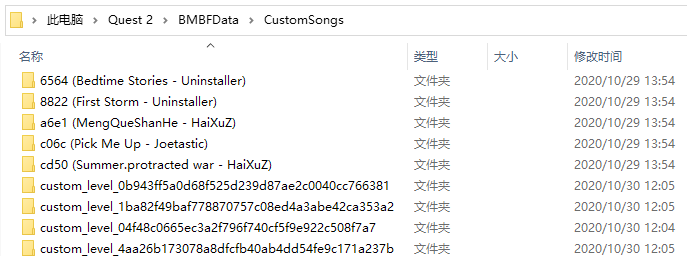 此电脑 > Quest 2 > BMBFData > CustomSongs
名称 类型 大小 修改时间
6564 (Bedtime Stories - Uninstaller) 文件夹 2020/10/29 13:54
8822 (First Storm - Uninstaller) 文件夹 2020/10/29 13:54
a6e1 (MengQueShanHe - HaiXuZ) 文件夹 2020/10/29 13:54
c06c (Pick Me Up - Joetastic) 文件夹 2020/10/29 13:54
cd50 (Summer.protracted war - HaiXuZ) 文件夹 2020/10/29 13:54
custom_level_0b943ff5a0d68f525d239d87ae2c0040cc766381 文件夹 2020/10/30 12:05
custom_level_1ba82f49baf778870757c08ed4a3abe42ca353a2 文件夹 2020/10/30 12:05
custom_level_04f48c0665ec3a2f796f740cf5f9e922c508f7a7 文件夹 2020/10/30 12:04
custom_level_4aa26b173078a8dfcfb40ab4dd54fe9c171a237b 文件夹 2020/10/30 12:05